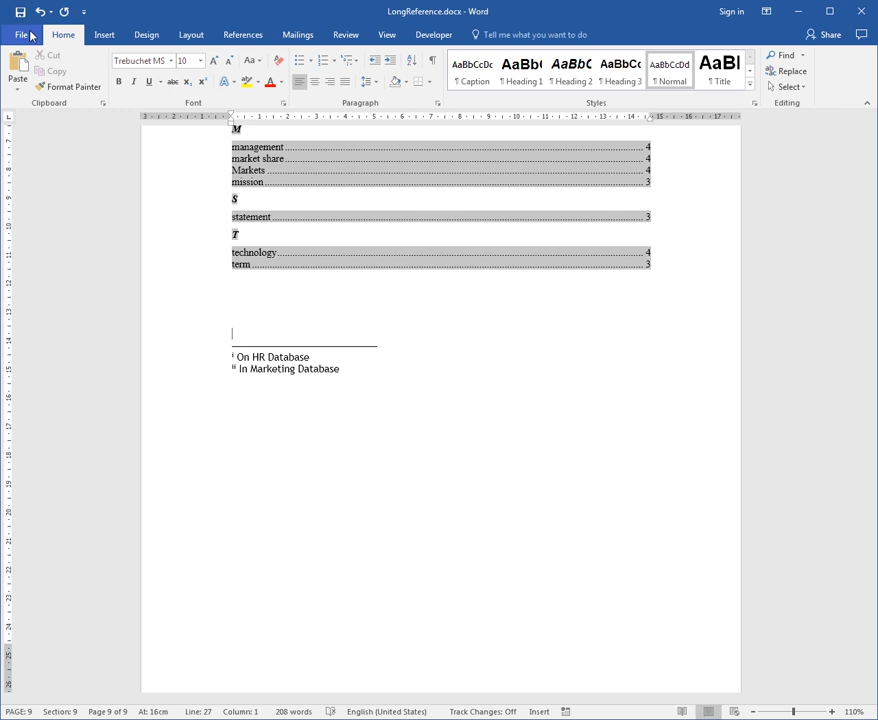 LongReference.docx - Word
Sign in
File Home Insert Design Layout References Mailings Review View Developer Tell me what you want to do Share
Paste Cut Copy Format Painter
Trebuchet MS 10
AaBbCcDc AaBb( AaBbC AaBbCc AaBbCcDd AaBl
¶ Caption ¶ Heading 1 ¶ Heading 2 ¶ Heading 3 ¶ Normal ¶ Title
Find Replace Select
Clipboard Font Paragraph Styles Editing
M
management 4
market share 4
Markets 4
mission 3
S
statement 3
T
technology 4
term 3
i On HR Database
ii In Marketing Database
PAGE: 9 Section: 9 Page 9 of 9 At: 16cm Line: 27 Column: 1 208 words English (United States) Track Changes: Off Insert 110%